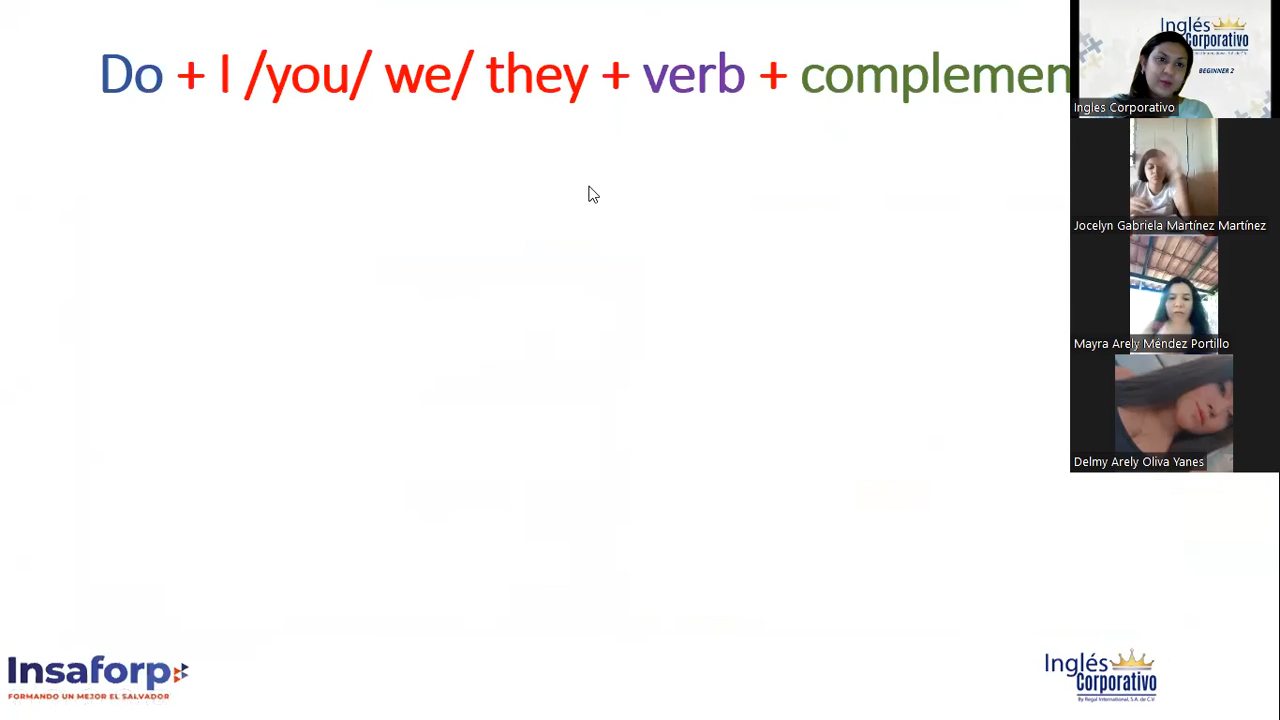 Do + I /you/ we/ they + verb + complemen
Inglés
Corporativo
BEGINNER 2
Ingles Corporativo
Jocelyn Gabriela Martínez Martínez
Mayra Arely Méndez Portillo
Delmy Arely Oliva Yanes
Insaforp
FORMANDO UN MEJOR EL SALVADOR
Inglés
Corporativo
By Regal International, S.A. de C.V.